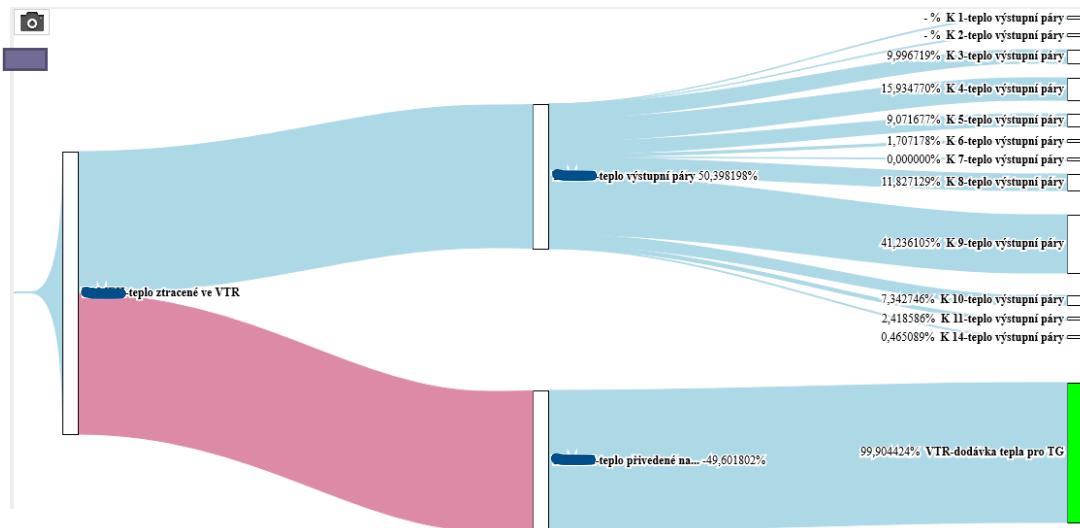 - % K 1-teplo výstupní páry
- % K 2-teplo výstupní páry
9,996719% K 3-teplo výstupní páry
15,934770% K 4-teplo výstupní páry
9,071677% K 5-teplo výstupní páry
1,707178% K 6-teplo výstupní páry
0,000000% K 7-teplo výstupní páry
-teplo výstupní páry 50,398198%
11,827129% K 8-teplo výstupní páry
41,236105% K 9-teplo výstupní páry
-teplo ztracené ve VTR
7,342746% K 10-teplo výstupní páry
2,418586% K 11-teplo výstupní páry
0,465089% K 14-teplo výstupní páry
99,904424% VTR-dodávka tepla pro TG
-teplo přivedené na... -49,601802%